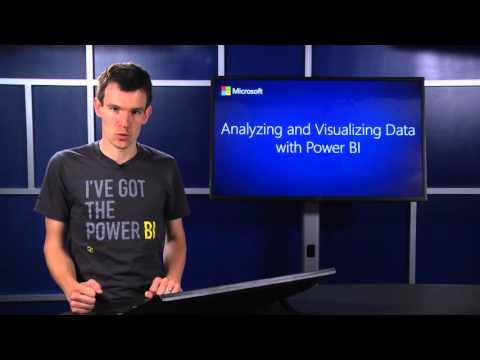 Microsoft
Analyzing and Visualizing Data
with Power BI
I'VE GOT
THE
POWER BI